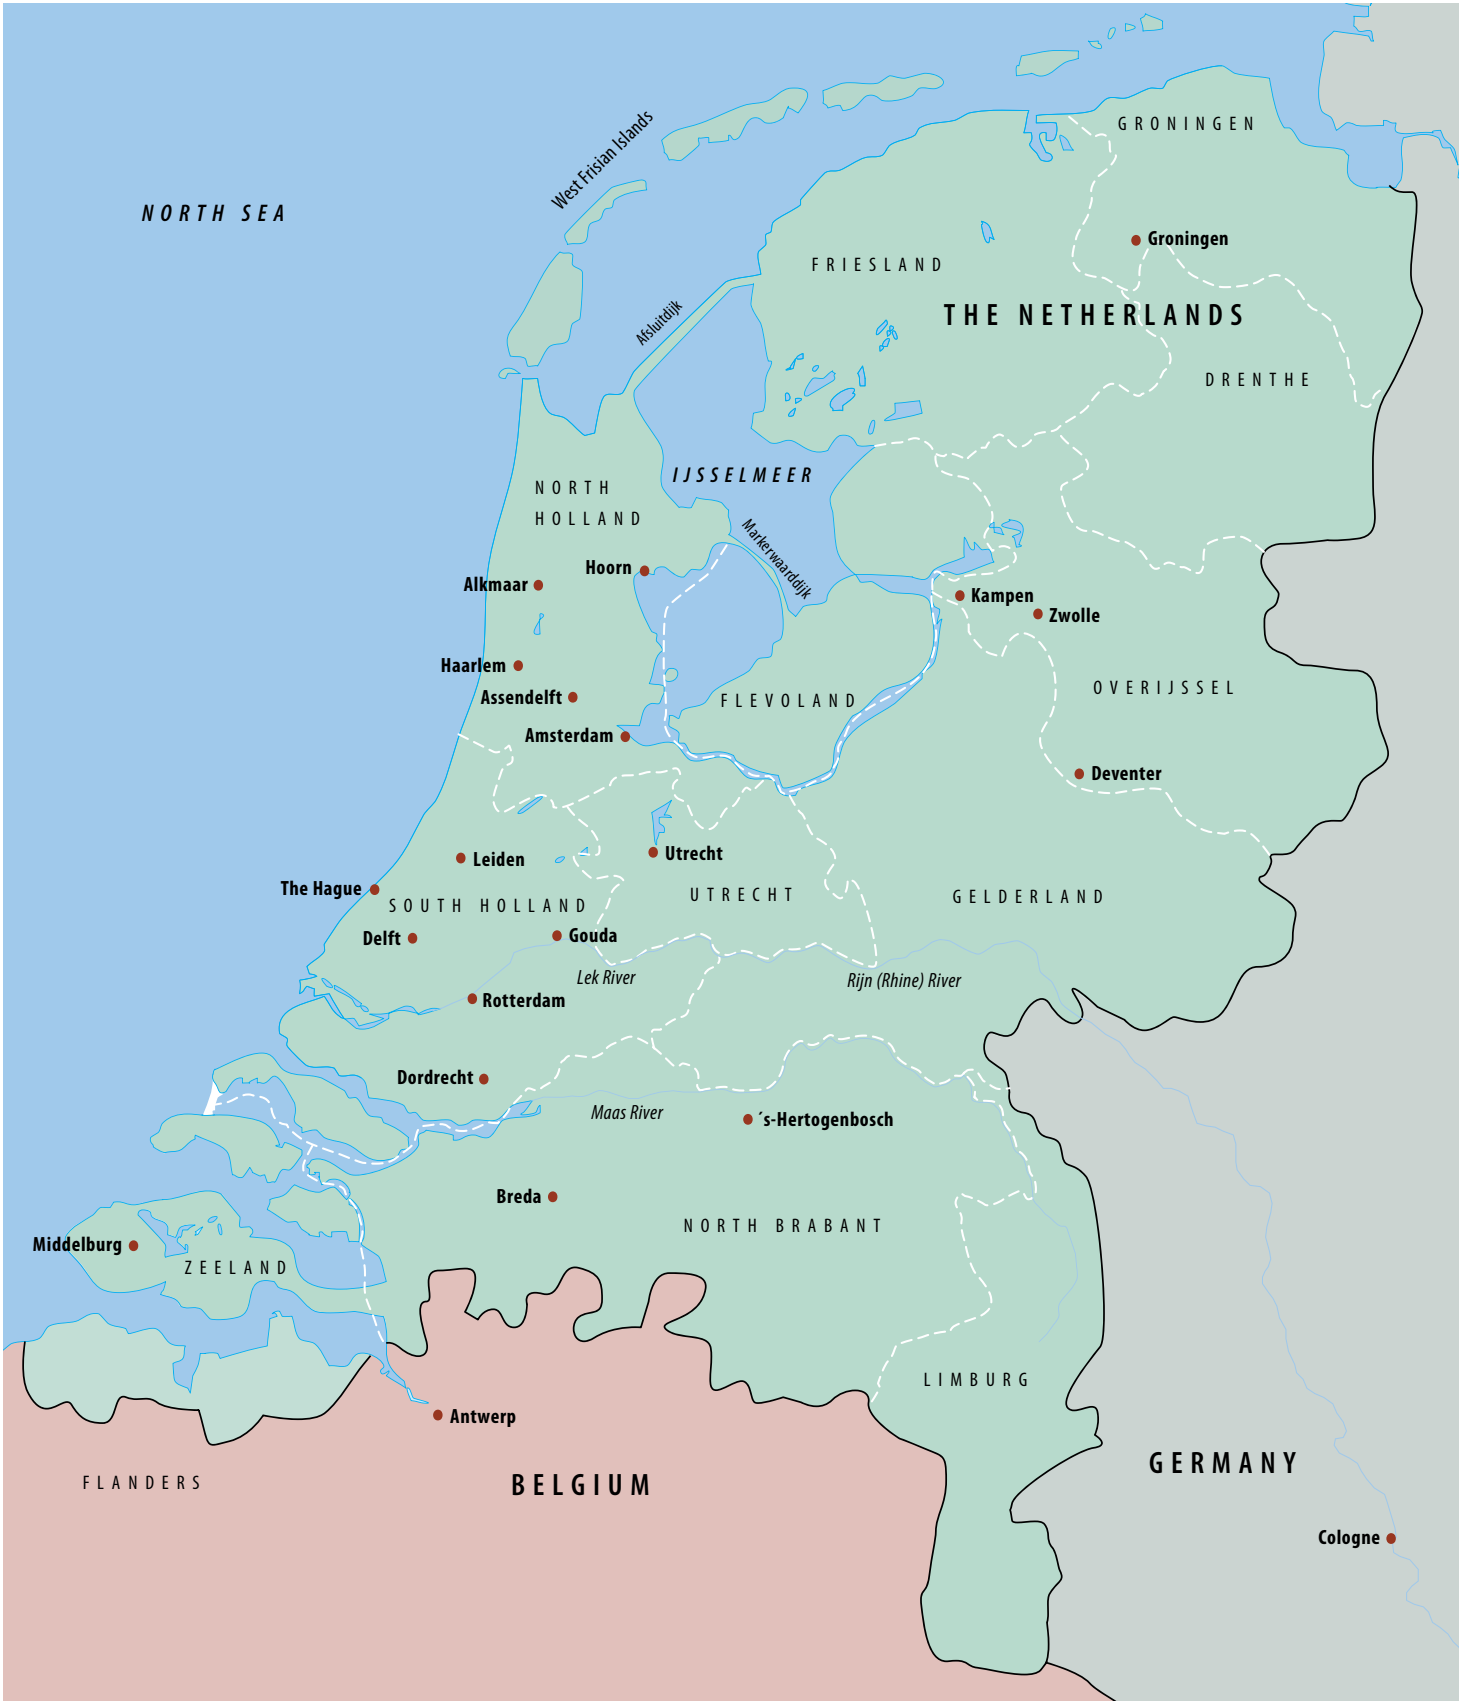 GRONINGEN
West Frisian Islands
NORTH SEA
Groningen
FRIESLAND
THE NETHERLANDS
Afsluitdijk
DRENTHE
IJSSELMEER
NORTH
HOLLAND
Markerwaarddijk
Hoorn
Alkmaar
Kampen
Zwolle
Haarlem
OVERIJSSEL
Assendelft
FLEVOLAND
Amsterdam
Deventer
Utrecht
Leiden
The Hague
UTRECHT
GELDERLAND
SOUTH HOLLAND
Gouda
Delft
Lek River
Rijn (Rhine) River
Rotterdam
Dordrecht
Maas River
´s-Hertogenbosch
Breda
NORTH BRABANT
Middelburg
ZEELAND
LIMBURG
Antwerp
GERMANY
FLANDERS
BELGIUM
Cologne